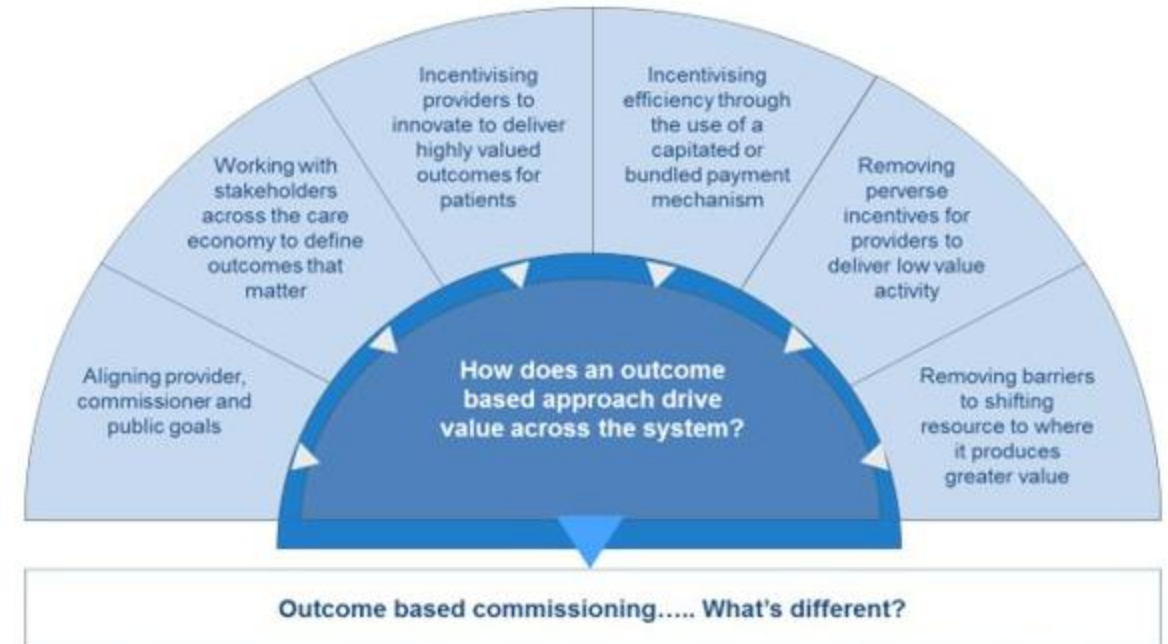 Aligning provider,
commissioner and
public goals
Working with
stakeholders
across the care
economy to define
outcomes that
matter
Incentivising
providers to
innovate to deliver
highly valued
outcomes for
patients
Incentivising
efficiency through
the use of a
capitated or
bundled payment
mechanism
Removing
perverse
incentives for
providers to
deliver low value
activity
Removing barriers
to shifting
resource to where
it produces
greater value
How does an outcome
based approach drive
value across the system?
Outcome based commissioning….. What's different?